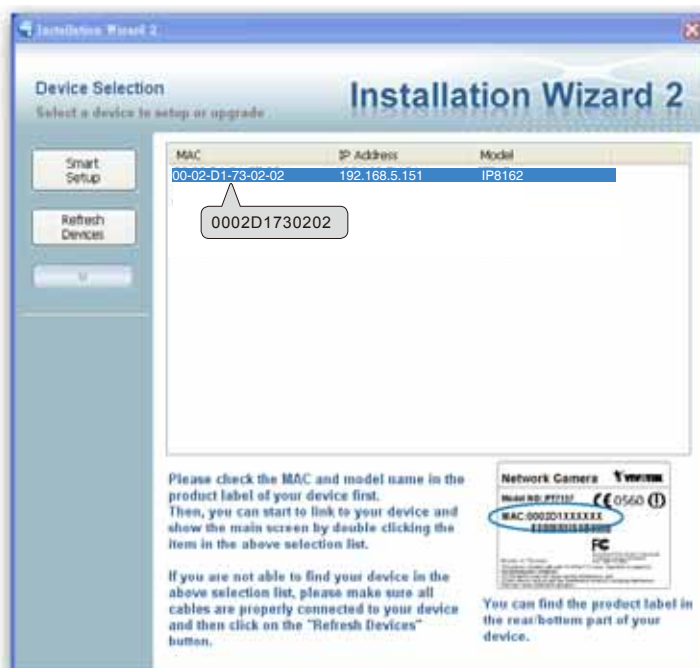 Installation Wizard 2
Device Selection
Select a device to setup or upgrade
Installation Wizard 2
Smart
Setup
Refresh
Devices
MAC IP Address Model
00-02-D1-73-02-02 192.168.5.151 IP8162
0002D1730202
Please check the MAC and model name in the
product label of your device first.
Then, you can start to link to your device and
show the main screen by double clicking the
item in the above selection list.
If you are not able to find your device in the
above selection list, please make sure all
cables are properly connected to your device
and then click on the "Refresh Devices"
button.
Network Camera
Model NO:
0560
MAC:0002D1XXXXXX
FC
You can find the product label in
the rear/bottom part of your
device.